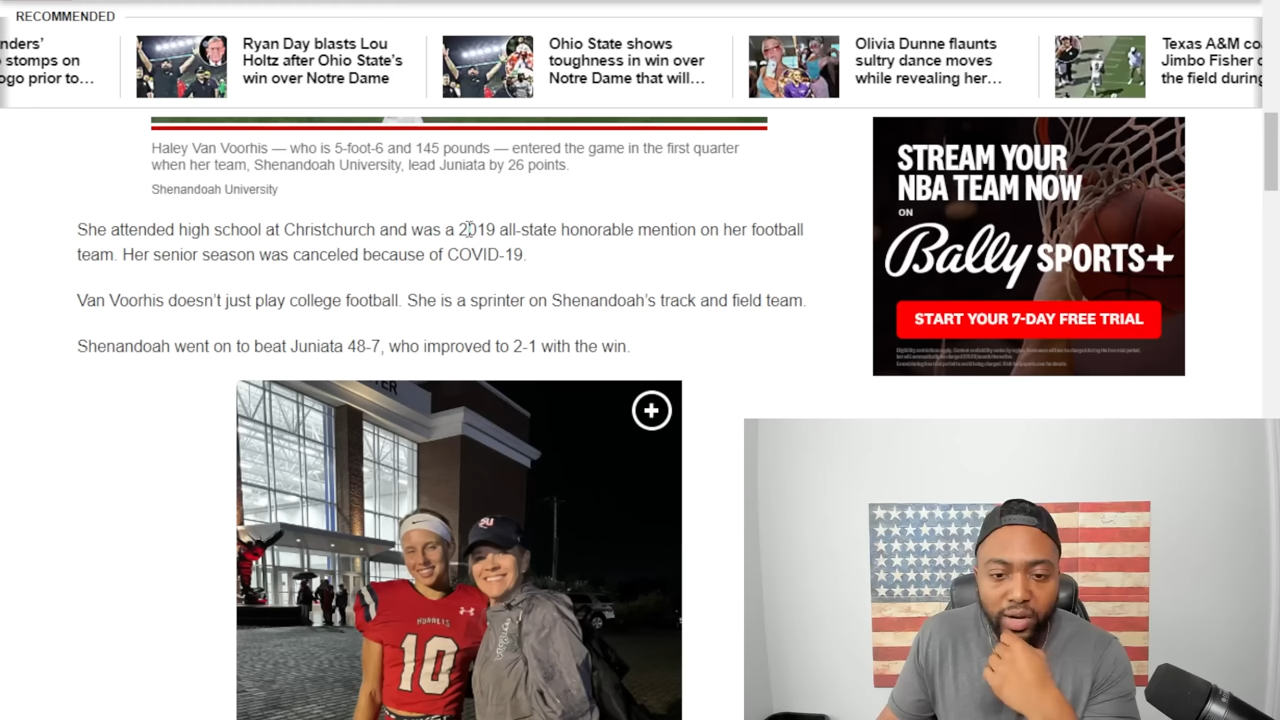 RECOMMENDED
nders'
stomps on
ogo prior to...
Ryan Day blasts Lou
Holtz after Ohio State's
win over Notre Dame
Ohio State shows
toughness in win over
Notre Dame that will...
Olivia Dunne flaunts
sultry dance moves
while revealing her...
Texas A&M co
Jimbo Fisher
the field during
Haley Van Voorhis — who is 5-foot-6 and 145 pounds — entered the game in the first quarter
when her team, Shenandoah University, lead Juniata by 26 points.
Shenandoah University
She attended high school at Christchurch and was a 2019 all-state honorable mention on her football
team. Her senior season was canceled because of COVID-19.
Van Voorhis doesn't just play college football. She is a sprinter on Shenandoah's track and field team.
Shenandoah went on to beat Juniata 48-7, who improved to 2-1 with the win.
STREAM YOUR
NBA TEAM NOW
ON
Bally SPORTS+
START YOUR 7-DAY FREE TRIAL
HORNETS
10
SU